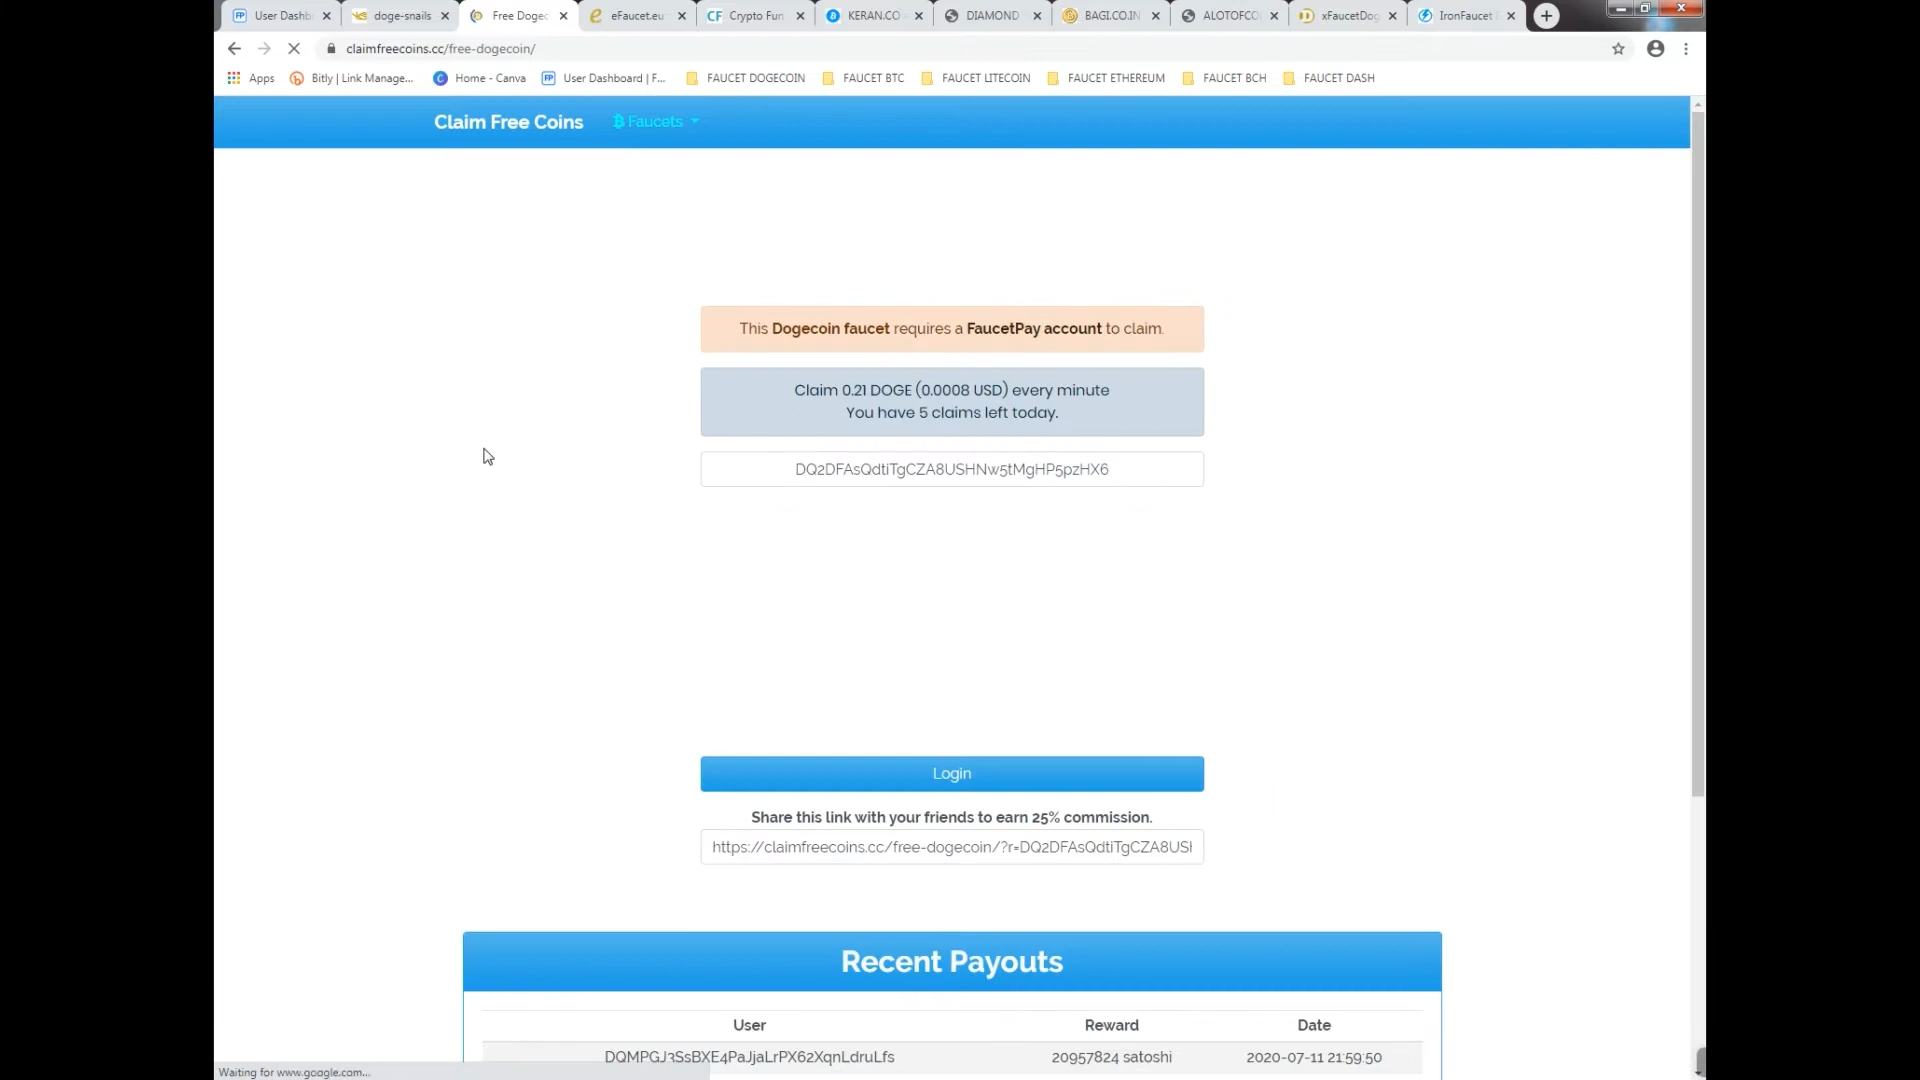 User Dashb
doge-snails
Free Dogec
eFaucet.eu
Crypto Fun
KERAN.CO
DIAMOND
BAGI.CO.IN
ALOTOFCO
xFaucetDog
IronFaucet
claimfreecoins.cc/free-dogecoin/
Apps
Bitly | Link Manage...
Home - Canva
User Dashboard | F...
FAUCET DOGECOIN
FAUCET BTC
FAUCET LITECOIN
FAUCET ETHEREUM
FAUCET BCH
FAUCET DASH
Claim Free Coins
Faucets
This Dogecoin faucet requires a FaucetPay account to claim.
Claim 0.21 DOGE (0.0008 USD) every minute
You have 5 claims left today.
DQ2DFAsQdtiTgCZA8USHNw5tMgHP5pzHX6
Login
Share this link with your friends to earn 25% commission.
https://claimfreecoins.cc/free-dogecoin/?r=DQ2DFAsQdtiTgCZA8USH
Recent Payouts
User Reward Date
DQMPGJ3SsBXE4PaJjaLrPX62XqnLdruLfs 20957824 satoshi 2020-07-11 21:59:50
Waiting for www.google.com...